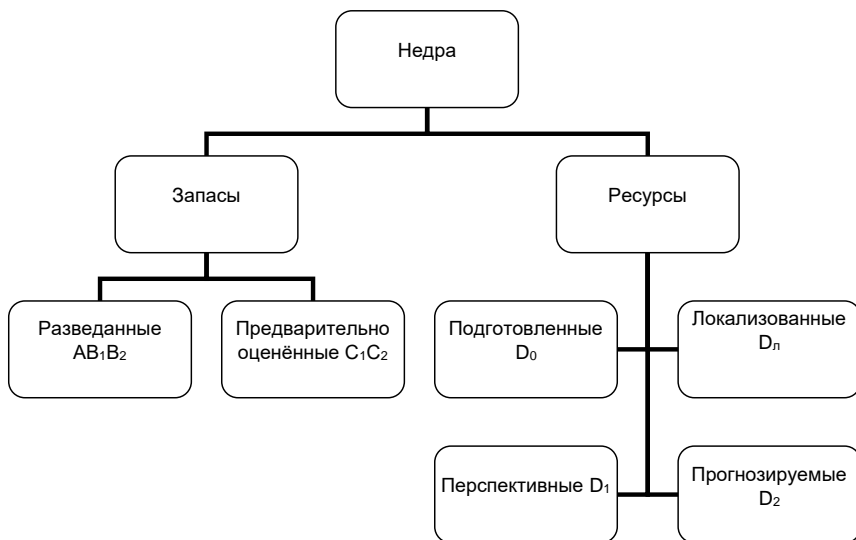 Недра
Запасы
Ресурсы
Разведанные
AB₁B₂
Предварительно
оценённые C₁C₂
Подготовленные
D₀
Локализованные
Dл
Перспективные D₁
Прогнозируемые
D₂